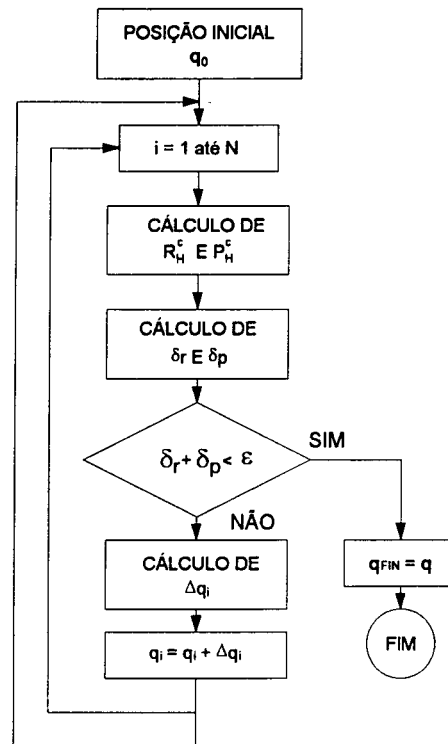 POSIÇÃO INICIAL
q₀
i = 1 até N
CÁLCULO DE
R_H^c E P_H^c
CÁLCULO DE
δr E δp
δr + δp < ε
SIM
NÃO
CÁLCULO DE
Δqi
qi = qi + Δqi
qFIN = q
FIM